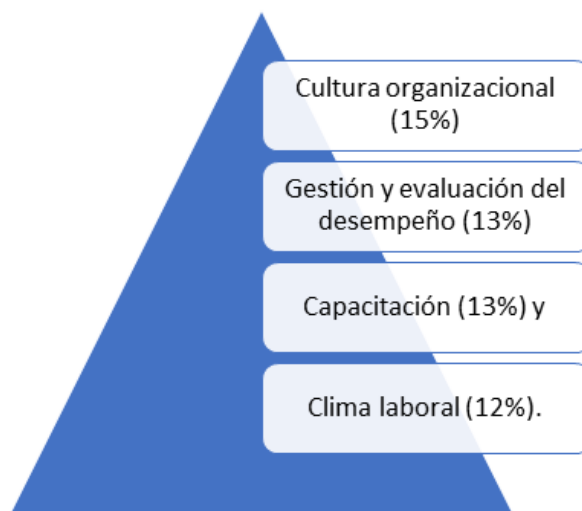 Cultura organizacional
(15%)
Gestión y evaluación del
desempeño (13%)
Capacitación (13%) y
Clima laboral (12%).